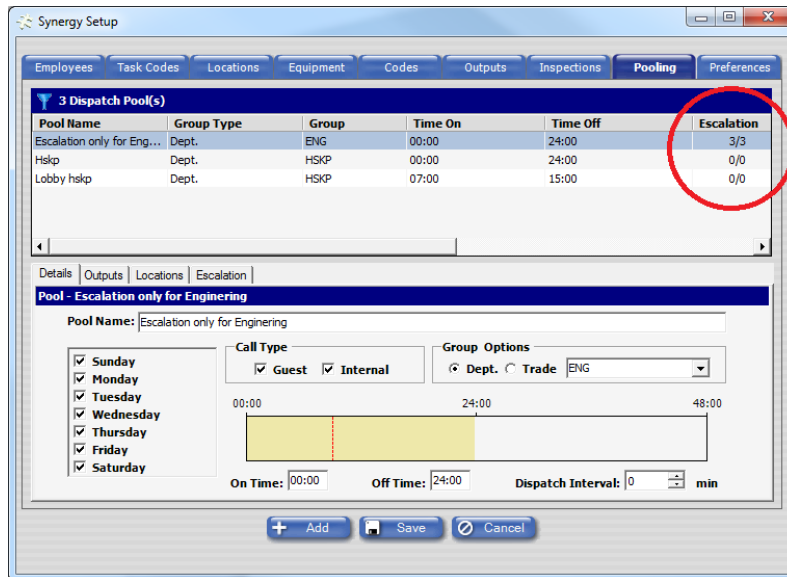 Synergy Setup
Employees Task Codes Locations Equipment Codes Outputs Inspections Pooling Preferences
3 Dispatch Pool(s)
Pool Name Group Type Group Time On Time Off Escalation
Escalation only for Eng... Dept. ENG 00:00 24:00 3/3
Hskp Dept. HSKP 00:00 24:00 0/0
Lobby hskp Dept. HSKP 07:00 15:00 0/0
Details Outputs Locations Escalation
Pool - Escalation only for Enginering
Pool Name: Escalation only for Enginering
Call Type Group Options
Sunday Guest Internal Dept. Trade ENG
Monday
Tuesday
Wednesday 00:00 24:00 48:00
Thursday
Friday
Saturday
On Time: 00:00 Off Time: 24:00 Dispatch Interval: 0 min
Add Save Cancel